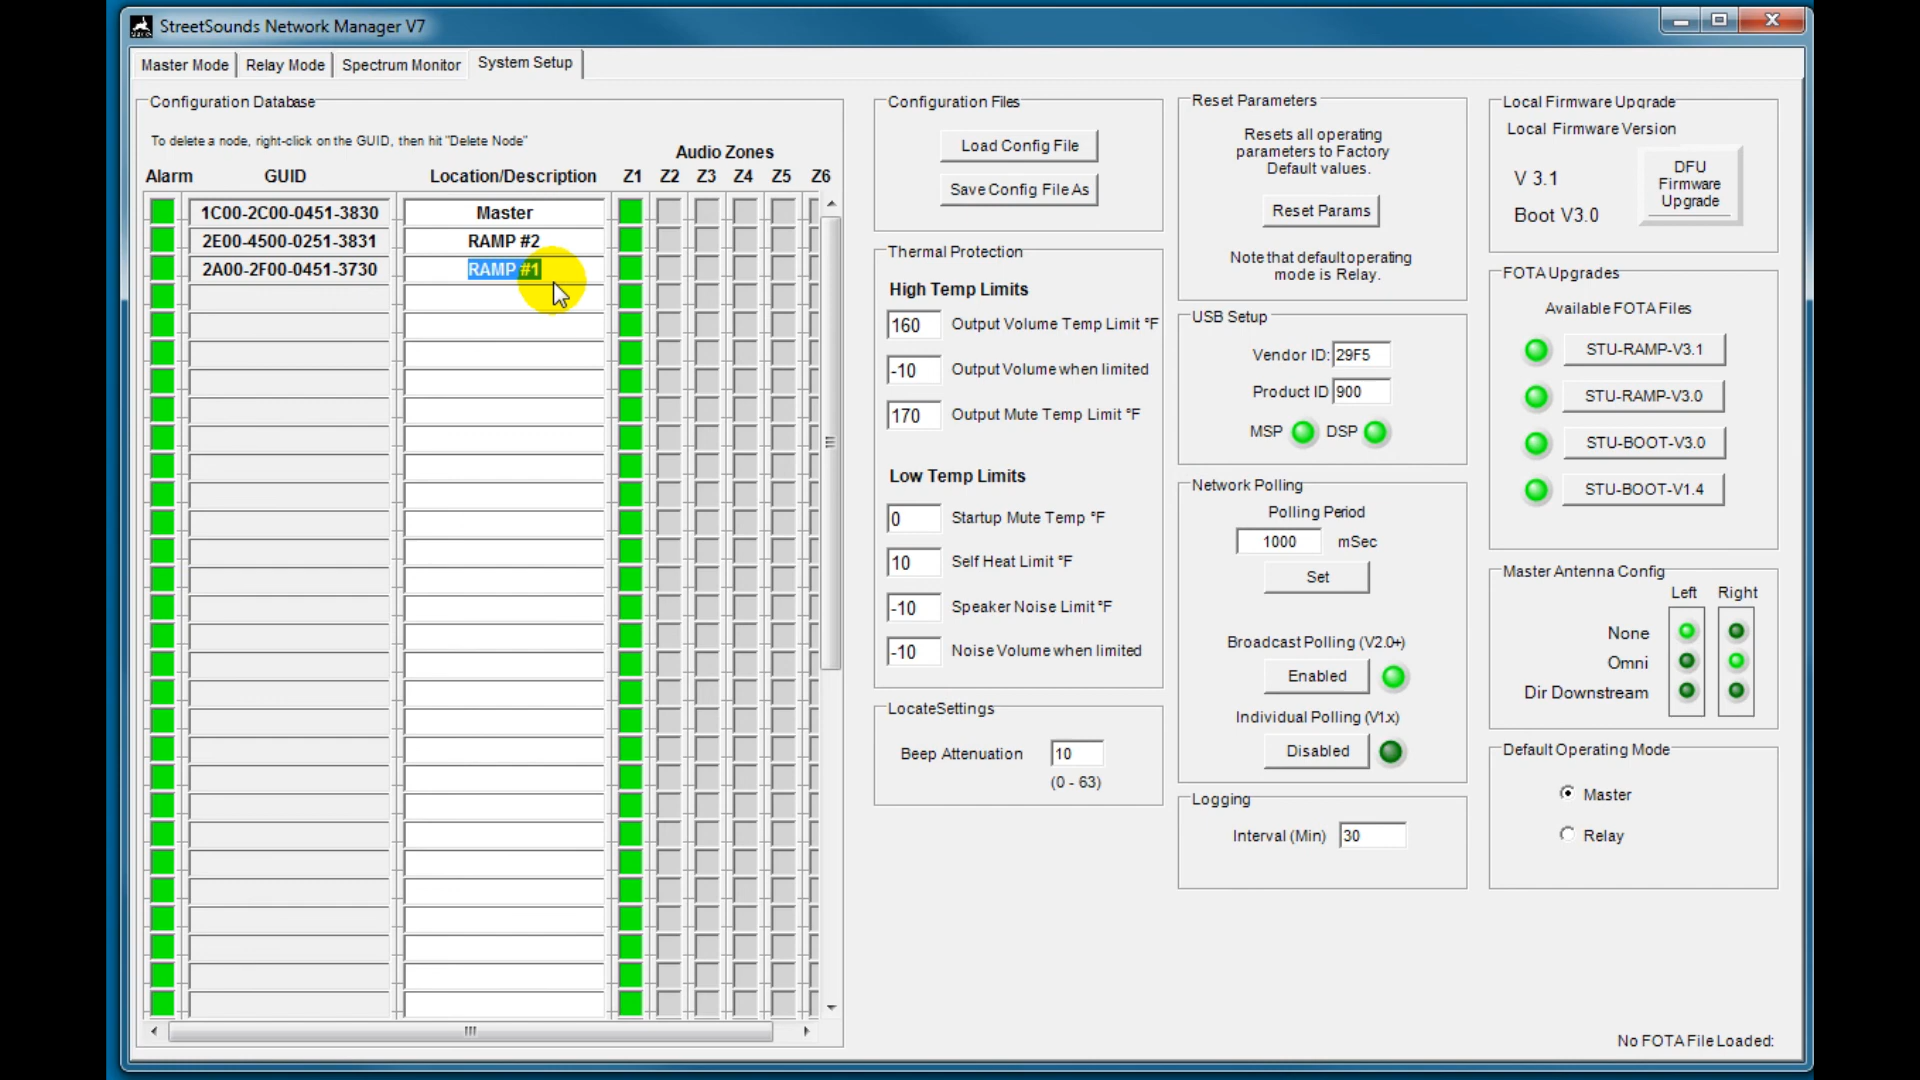 StreetSounds Network Manager V7
Master Mode
Relay Mode
Spectrum Monitor
System Setup
Configuration Database
To delete a node, right-click on the GUID, then hit "Delete Node"
Audio Zones
Alarm GUID Location/Description Z1 Z2 Z3 Z4 Z5 Z6
1C00-2C00-0451-3830 Master
2E00-4500-0251-3831 RAMP #2
2A00-2F00-0451-3730 RAMP #1
Configuration Files
Load Config File
Save Config File As
Thermal Protection
High Temp Limits
160 Output Volume Temp Limit °F
-10 Output Volume when limited
170 Output Mute Temp Limit °F
Low Temp Limits
0 Startup Mute Temp °F
10 Self Heat Limit °F
-10 Speaker Noise Limit °F
-10 Noise Volume when limited
LocateSettings
Beep Attenuation 10
(0 - 63)
Reset Parameters
Resets all operating
parameters to Factory
Default values.
Reset Params
Note that default operating
mode is Relay.
USB Setup
Vendor ID: 29F5
Product ID 900
MSP DSP
Network Polling
Polling Period
1000 mSec
Set
Broadcast Polling (V2.0+)
Enabled
Individual Polling (V1.x)
Disabled
Logging
Interval (Min) 30
Local Firmware Upgrade
Local Firmware Version
V 3.1
Boot V3.0
DFU
Firmware
Upgrade
FOTA Upgrades
Available FOTA Files
STU-RAMP-V3.1
STU-RAMP-V3.0
STU-BOOT-V3.0
STU-BOOT-V1.4
Master Antenna Config
Left Right
None
Omni
Dir Downstream
Default Operating Mode
Master
Relay
No FOTA File Loaded: